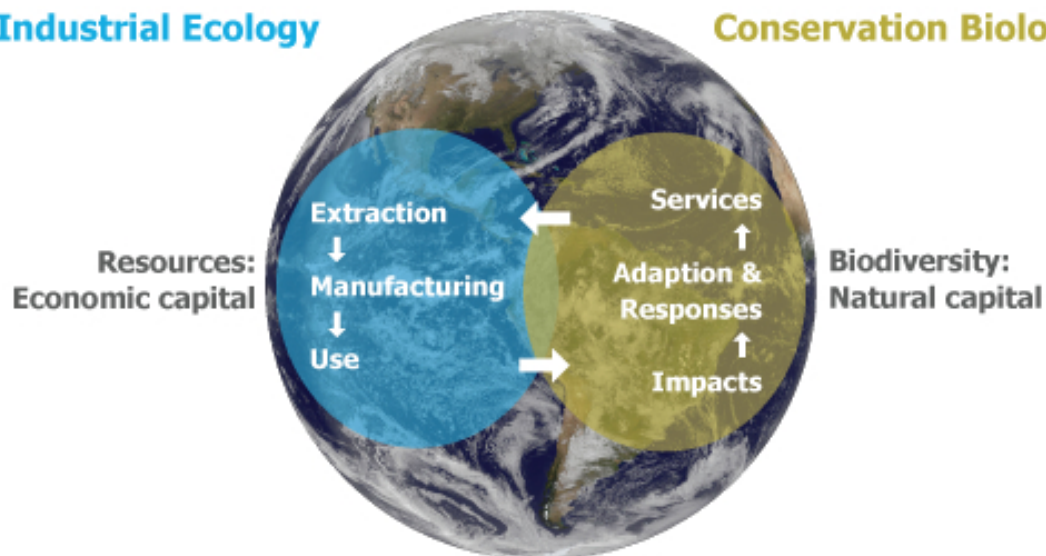 Industrial Ecology
Conservation Biolo
Extraction
Manufacturing
Use
Services
Adaption &
Responses
Impacts
Resources:
Economic capital
Biodiversity:
Natural capital